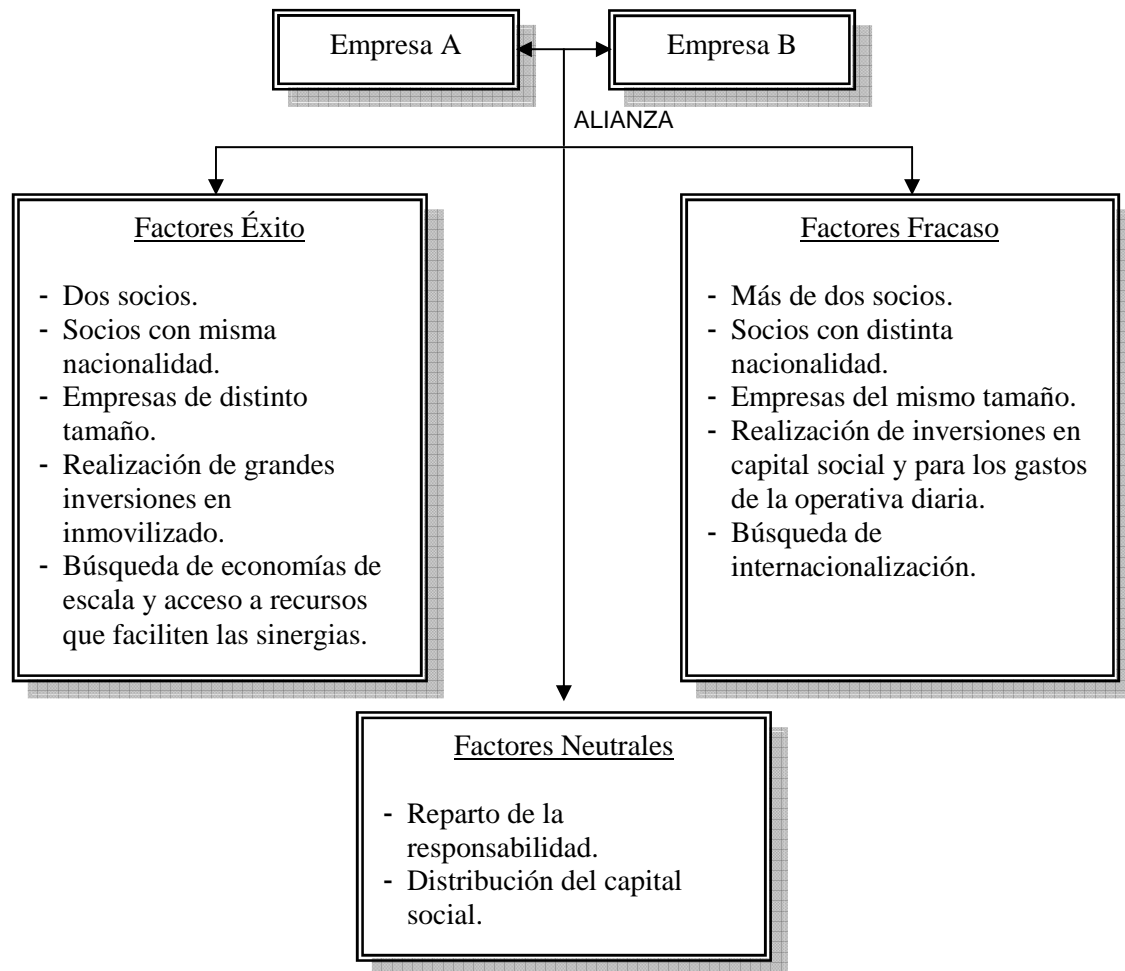 Empresa A
Empresa B
ALIANZA
Factores Éxito
- Dos socios.
- Socios con misma
nacionalidad.
- Empresas de distinto
tamaño.
- Realización de grandes
inversiones en
inmovilizado.
- Búsqueda de economías de
escala y acceso a recursos
que faciliten las sinergias.
Factores Fracaso
- Más de dos socios.
- Socios con distinta
nacionalidad.
- Empresas del mismo tamaño.
- Realización de inversiones en
capital social y para los gastos
de la operativa diaria.
- Búsqueda de
internacionalización.
Factores Neutrales
- Reparto de la
responsabilidad.
- Distribución del capital
social.